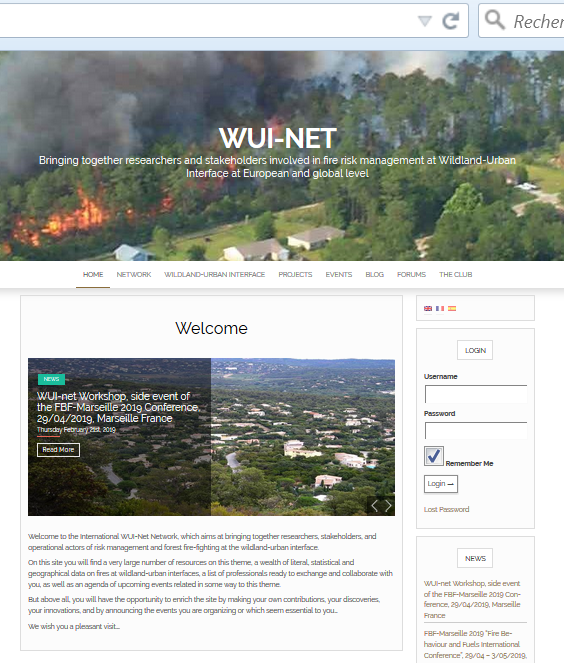 Recher
WUI-NET
Bringing together researchers and stakeholders involved in fire risk management at Wildland-Urban
Interface at European and global level
HOME NETWORK WILDLAND-URBAN INTERFACE PROJECTS EVENTS BLOG FORUMS THE CLUB
Welcome
NEWS
WUI-net Workshop, side event of
the FBF-Marseille 2019 Conference,
29/04/2019, Marseille France
Thursday February 21st, 2019
Read More
Welcome to the International WUI-Net Network, which aims at bringing together researchers, stakeholders, and
operational actors of risk management and forest fire-fighting at the wildland-urban interface.
On this site you will find a very large number of resources on this theme, a wealth of literal, statistical and
geographical data on fires at wildland-urban interfaces, a list of professionals ready to exchange and collaborate with
you, as well as an agenda of upcoming events related in some way to this theme.
But above all, you will have the opportunity to enrich the site by making your own contributions, your discoveries,
your innovations, and by announcing the events you are organizing or which seem essential to you...
We wish you a pleasant visit...
LOGIN
Username
Password
Remember Me
Login →
Lost Password
NEWS
WUI-net Workshop, side event
of the FBF-Marseille 2019 Con-
ference, 29/04/2019, Marseille
France
FBF-Marseille 2019 "Fire Be-
haviour and Fuels International
Conference", 29/04 – 3/05/2019,